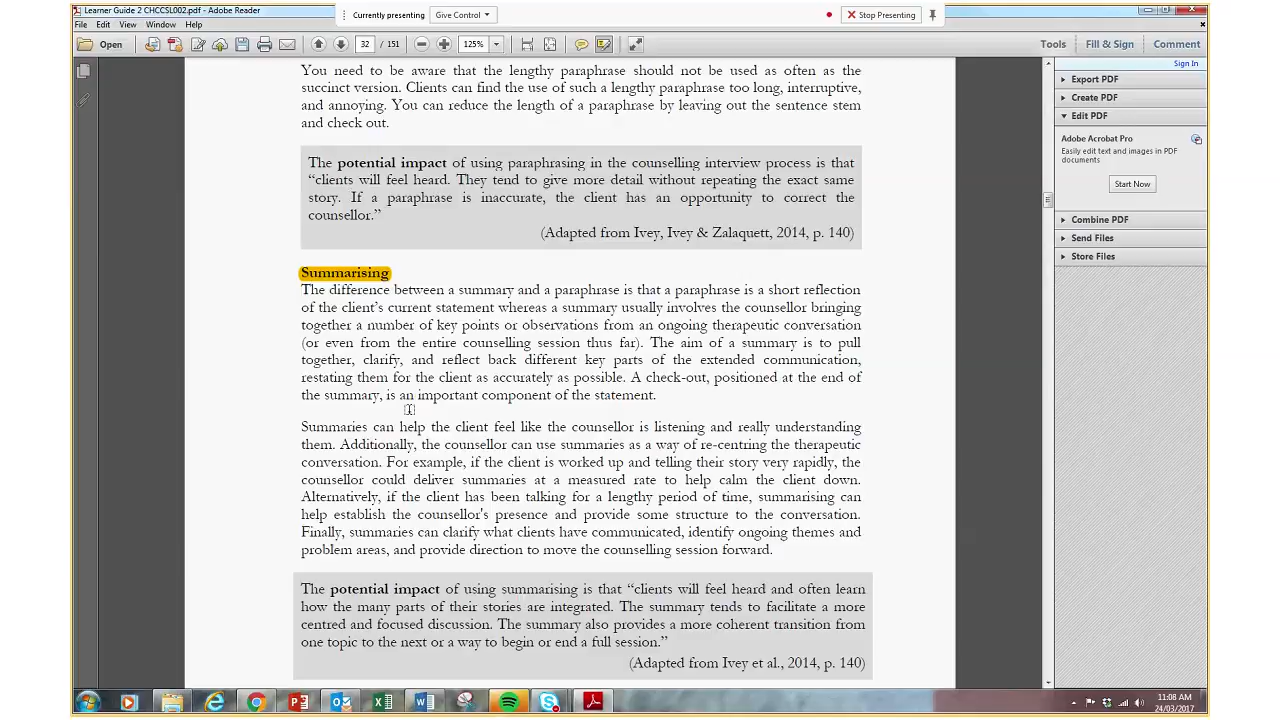 Learner Guide 2 CHCCSL002.pdf - Adobe Reader
Currently presenting
Give Control
Stop Presenting
File Edit View Window Help
Open
32 / 151
125%
Tools
Fill & Sign
Comment
Sign In
You need to be aware that the lengthy paraphrase should not be used as often as the
succinct version. Clients can find the use of such a lengthy paraphrase too long, interruptive,
and annoying. You can reduce the length of a paraphrase by leaving out the sentence stem
and check out.
The potential impact of using paraphrasing in the counselling interview process is that
“clients will feel heard. They tend to give more detail without repeating the exact same
story. If a paraphrase is inaccurate, the client has an opportunity to correct the
counsellor.”
(Adapted from Ivey, Ivey & Zalaquett, 2014, p. 140)
Summarising
The difference between a summary and a paraphrase is that a paraphrase is a short reflection
of the client’s current statement whereas a summary usually involves the counsellor bringing
together a number of key points or observations from an ongoing therapeutic conversation
(or even from the entire counselling session thus far). The aim of a summary is to pull
together, clarify, and reflect back different key parts of the extended communication,
restating them for the client as accurately as possible. A check-out, positioned at the end of
the summary, is an important component of the statement.
Summaries can help the client feel like the counsellor is listening and really understanding
them. Additionally, the counsellor can use summaries as a way of re-centring the therapeutic
conversation. For example, if the client is worked up and telling their story very rapidly, the
counsellor could deliver summaries at a measured rate to help calm the client down.
Alternatively, if the client has been talking for a lengthy period of time, summarising can
help establish the counsellor's presence and provide some structure to the conversation.
Finally, summaries can clarify what clients have communicated, identify ongoing themes and
problem areas, and provide direction to move the counselling session forward.
The potential impact of using summarising is that “clients will feel heard and often learn
how the many parts of their stories are integrated. The summary tends to facilitate a more
centred and focused discussion. The summary also provides a more coherent transition from
one topic to the next or a way to begin or end a full session.”
(Adapted from Ivey et al., 2014, p. 140)
Export PDF
Create PDF
Edit PDF
Adobe Acrobat Pro
Easily edit text and images in PDF
documents
Start Now
Combine PDF
Send Files
Store Files
11:08 AM
24/03/2017